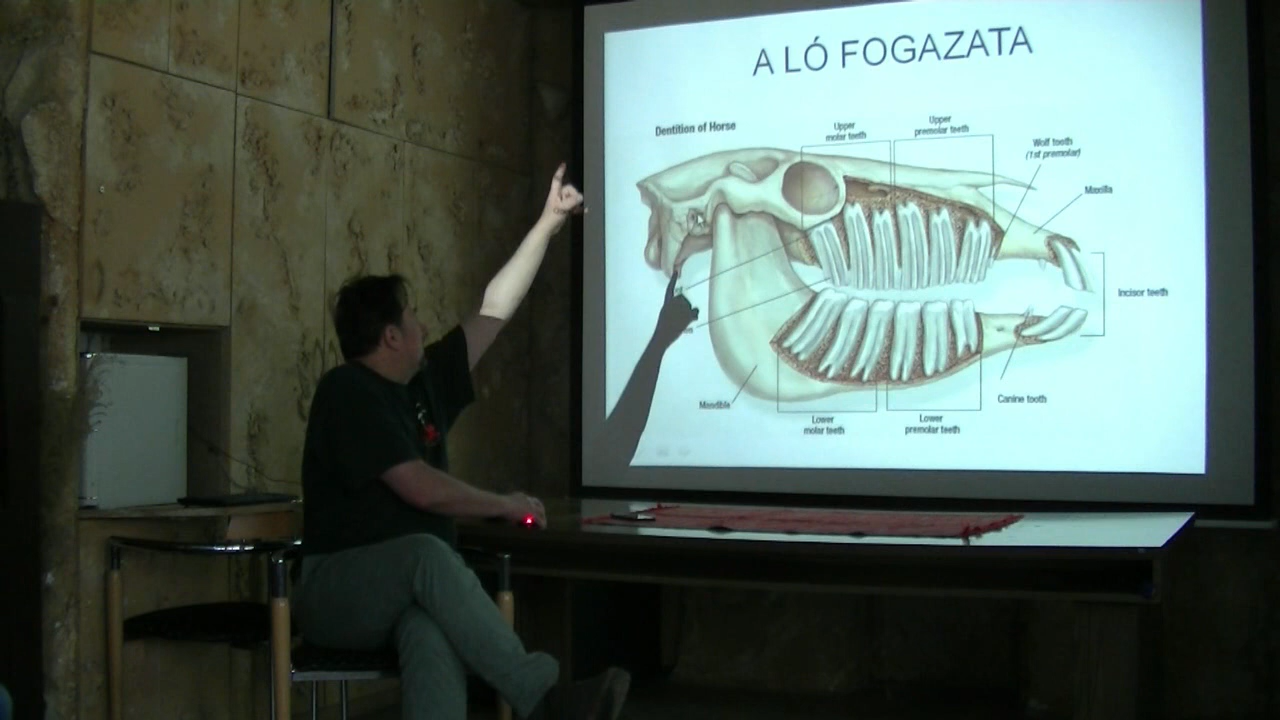 A LÓ FOGAZATA
Dentition of Horse
Upper
molar teeth
Upper
premolar teeth
Wolf tooth
(1st premolar)
Maxilla
Incisor teeth
Canine tooth
Mandible
Lower
molar teeth
Lower
premolar teeth